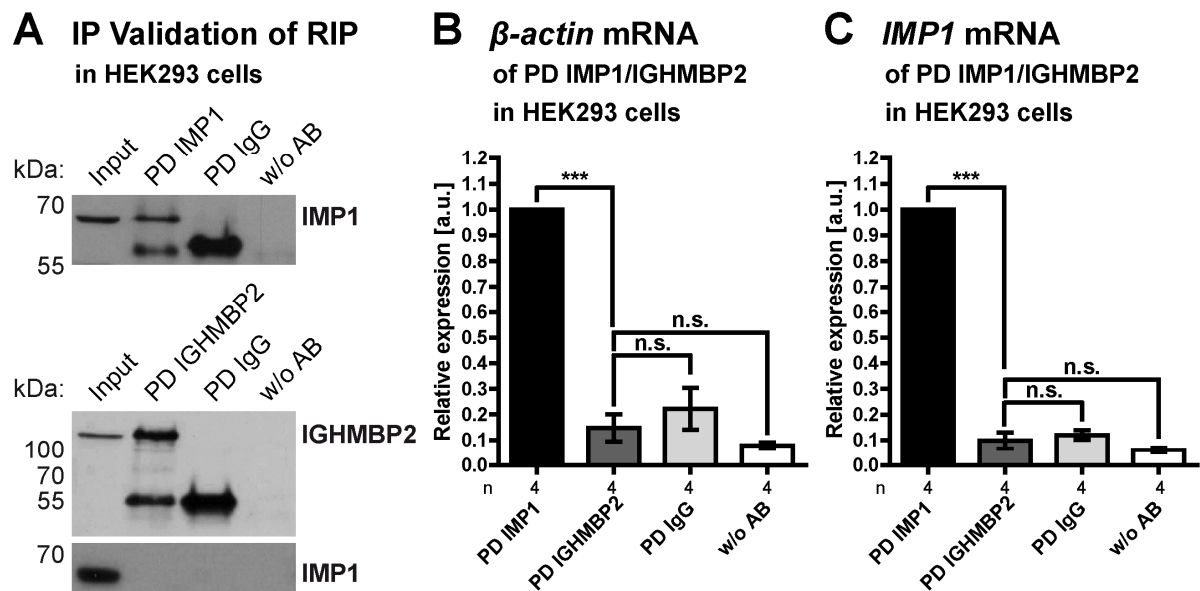 A IP Validation of RIP
in HEK293 cells
kDa:
Input
PD IMP1
PD IgG
w/o AB
70
IMP1
55
kDa:
Input
PD IGHMBP2
PD IgG
w/o AB
IGHMBP2
100
70
55
70
IMP1
B β-actin mRNA
of PD IMP1/IGHMBP2
in HEK293 cells
Relative expression [a.u.]
1.2
1.1
1.0
0.9
0.8
0.7
0.6
0.5
0.4
0.3
0.2
0.1
0.0
***
n.s.
n.s.
n 4 4 4 4
PD IMP1
PD IGHMBP2
PD IgG
w/o AB
C IMP1 mRNA
of PD IMP1/IGHMBP2
in HEK293 cells
Relative expression [a.u.]
1.2
1.1
1.0
0.9
0.8
0.7
0.6
0.5
0.4
0.3
0.2
0.1
0.0
***
n.s.
n.s.
n 4 4 4 4
PD IMP1
PD IGHMBP2
PD IgG
w/o AB